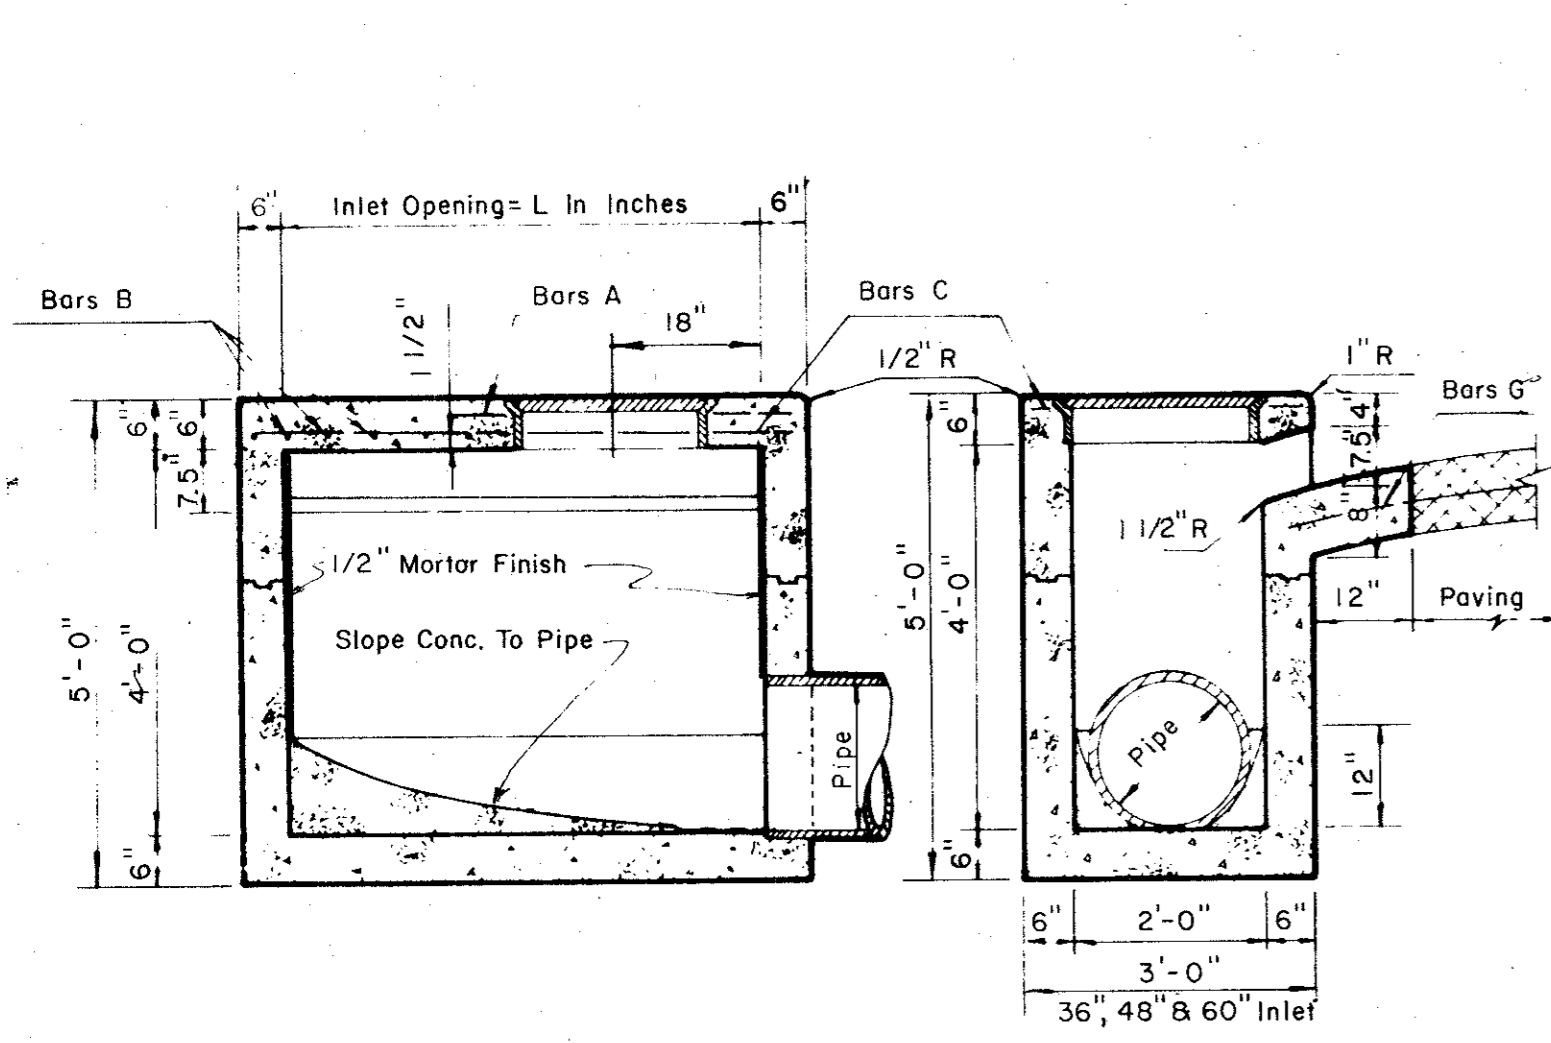 6" Inlet Opening = L In Inches 6"
Bars B
Bars A
Bars C
1 1/2"
18"
1/2" R
1" R
Bars G
6"
6"
7.5"
5'-0"
4'-0"
6"
1/2" Mortar Finish
Slope Conc. To Pipe
Pipe
6"
5'-0"
4'-0"
6"
4"
7.5"
8"
1 1/2" R
12"
Paving
Pipe
12"
6" 2'-0" 6"
3'-0"
36", 48" & 60" Inlet